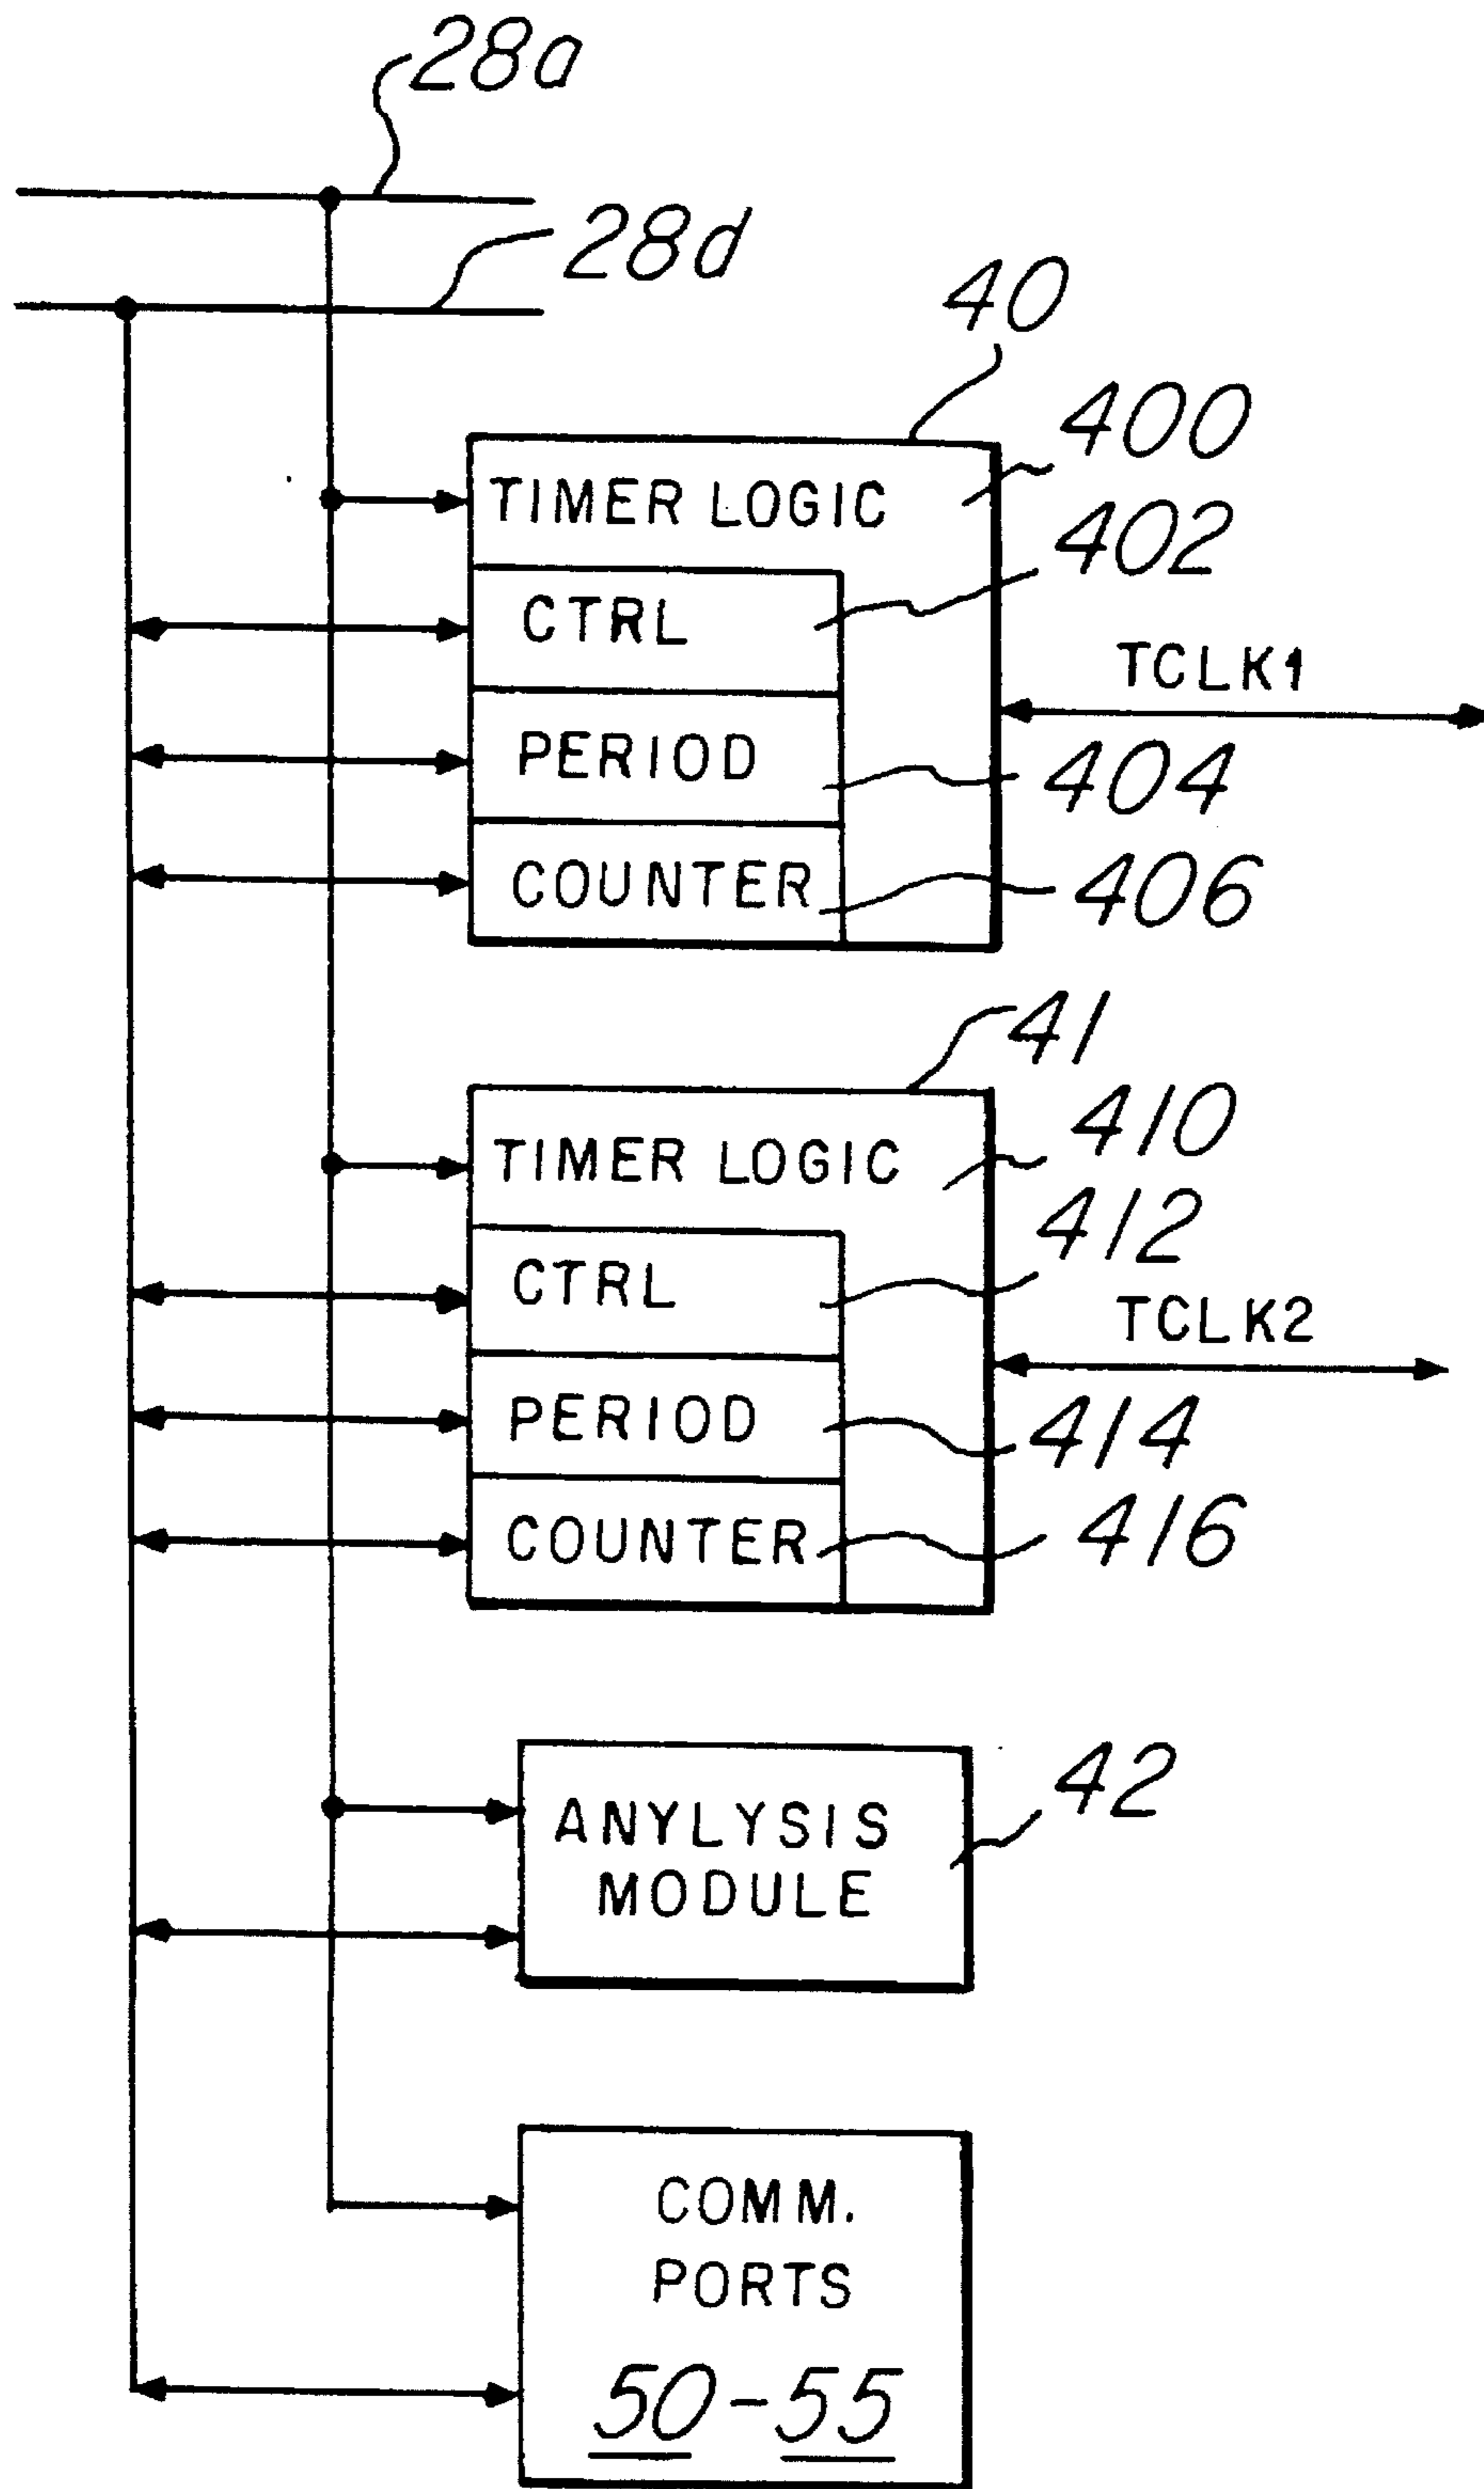 28a
28d
40
400
TIMER LOGIC
402
CTRL
TCLK1
PERIOD
404
COUNTER
406
41
410
TIMER LOGIC
412
CTRL
TCLK2
PERIOD
414
COUNTER
416
42
ANYLYSIS
MODULE
COMM.
PORTS
50-55